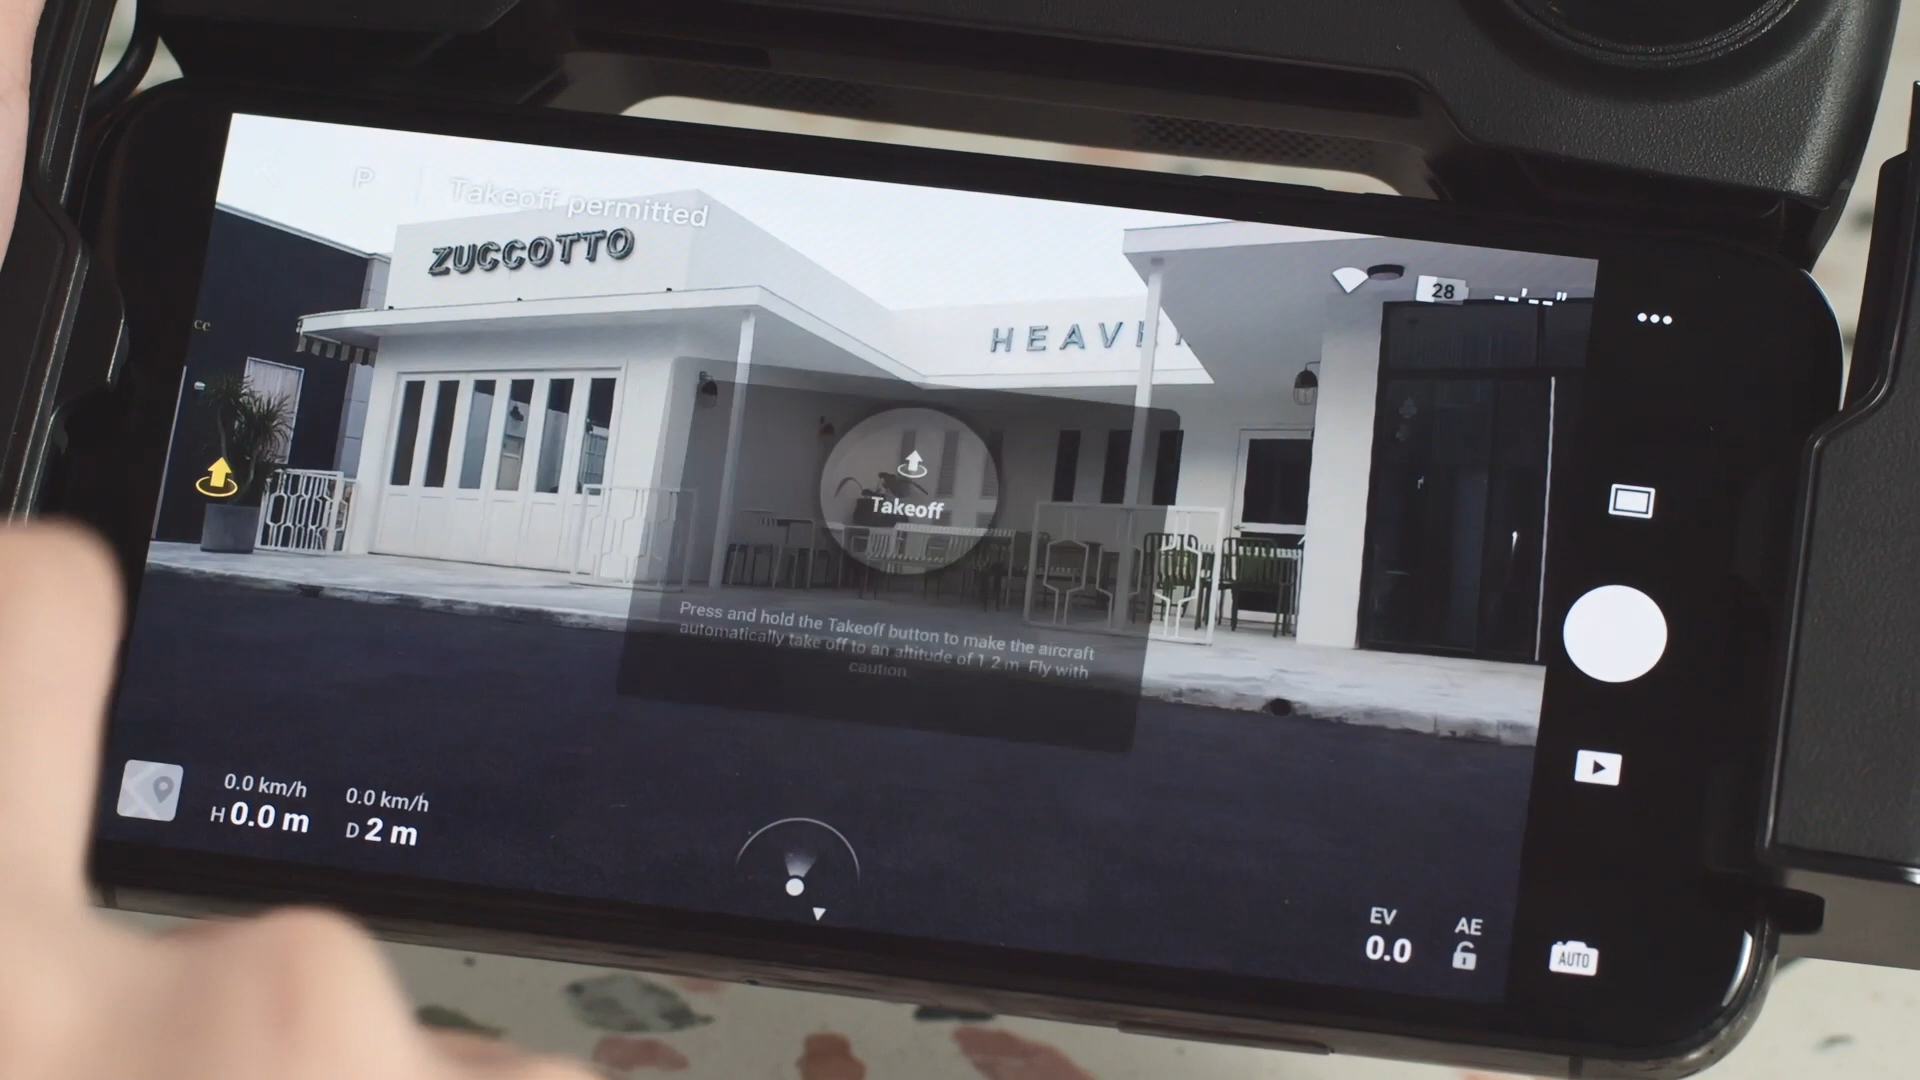 P
Takeoff permitted
ZUCCOTTO
ce
HEAVE
28
Takeoff
Press and hold the Takeoff button to make the aircraft
automatically take off to an altitude of 1.2 m. Fly with
caution.
0.0 km/h
0.0 km/h
H 0.0 m
D 2 m
EV
0.0
AE
AUTO